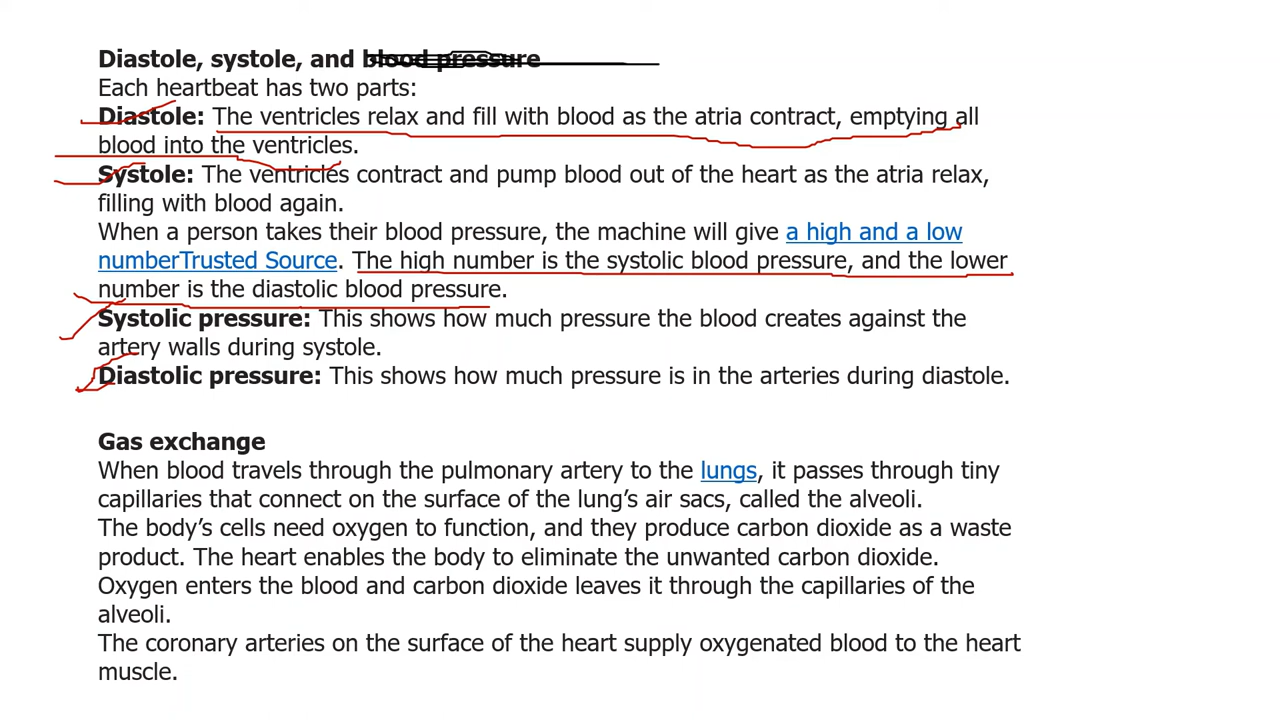 Diastole, systole, and blood pressure
Each heartbeat has two parts:
Diastole: The ventricles relax and fill with blood as the atria contract, emptying all
blood into the ventricles.
Systole: The ventricles contract and pump blood out of the heart as the atria relax,
filling with blood again.
When a person takes their blood pressure, the machine will give a high and a low
numberTrusted Source. The high number is the systolic blood pressure, and the lower
number is the diastolic blood pressure.
Systolic pressure: This shows how much pressure the blood creates against the
artery walls during systole.
Diastolic pressure: This shows how much pressure is in the arteries during diastole.
Gas exchange
When blood travels through the pulmonary artery to the lungs, it passes through tiny
capillaries that connect on the surface of the lung’s air sacs, called the alveoli.
The body’s cells need oxygen to function, and they produce carbon dioxide as a waste
product. The heart enables the body to eliminate the unwanted carbon dioxide.
Oxygen enters the blood and carbon dioxide leaves it through the capillaries of the
alveoli.
The coronary arteries on the surface of the heart supply oxygenated blood to the heart
muscle.